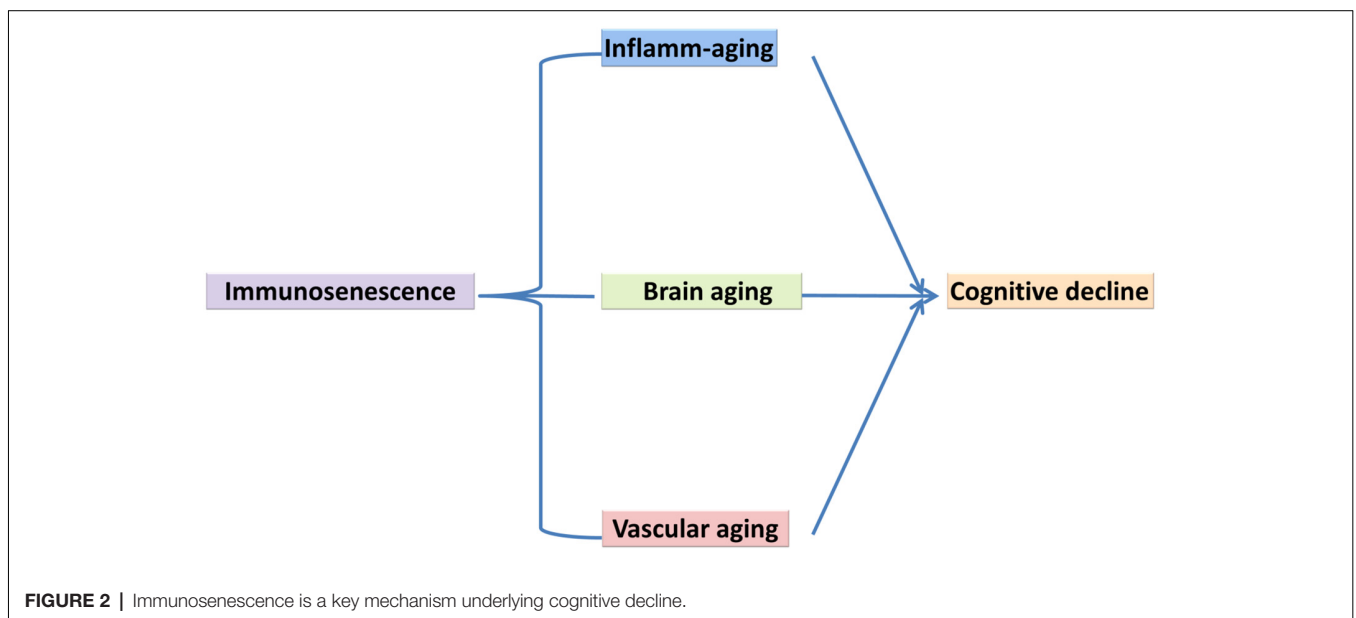 Inflamm-aging
Immunosenescence
Brain aging
Cognitive decline
Vascular aging
FIGURE 2 | Immunosenescence is a key mechanism underlying cognitive decline.